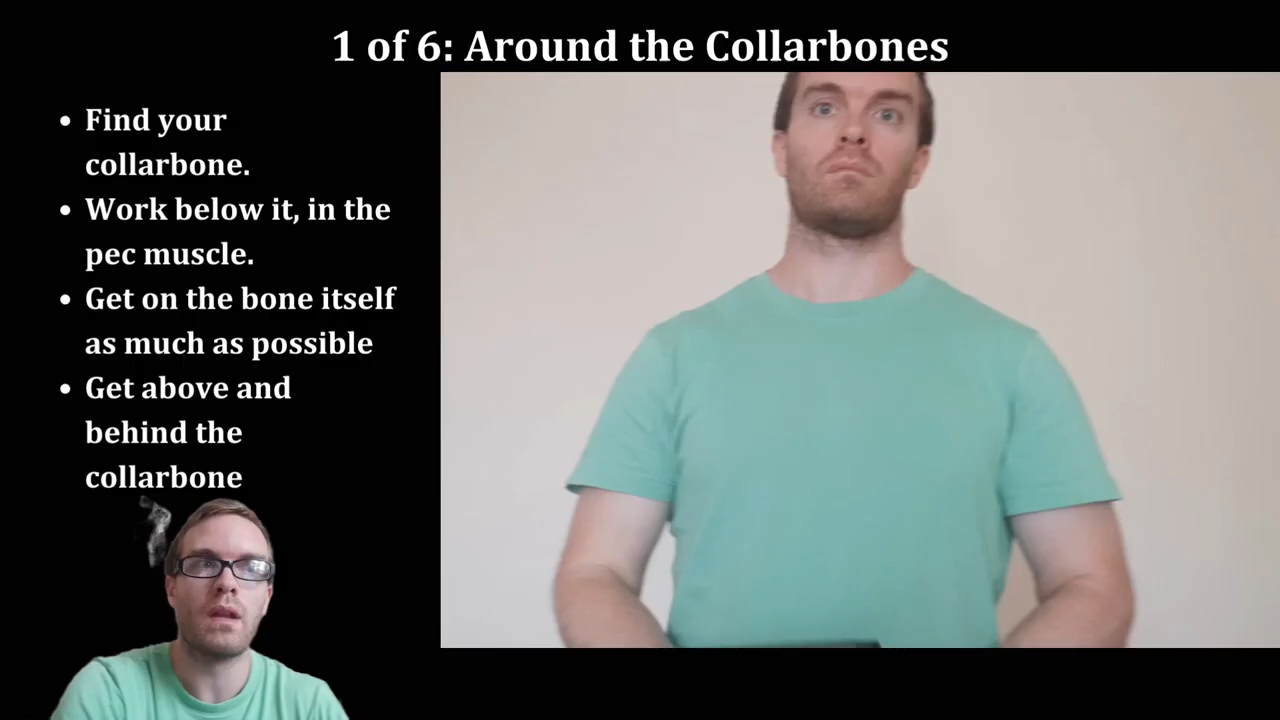 1 of 6: Around the Collarbones
• Find your
collarbone.
• Work below it, in the
pec muscle.
• Get on the bone itself
as much as possible
• Get above and
behind the
collarbone